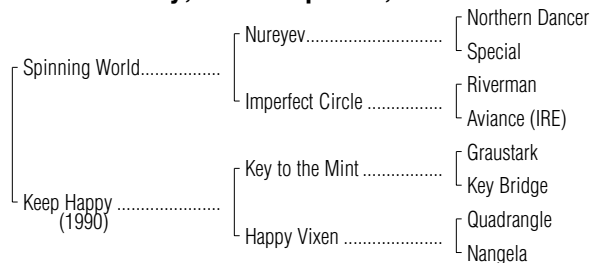 Northern Dancer
Nureyev
Special
Spinning World
Riverman
Imperfect Circle
Aviance (IRE)
Graustark
Key to the Mint
Key Bridge
Keep Happy
(1990)
Quadrangle
Happy Vixen
Nangela